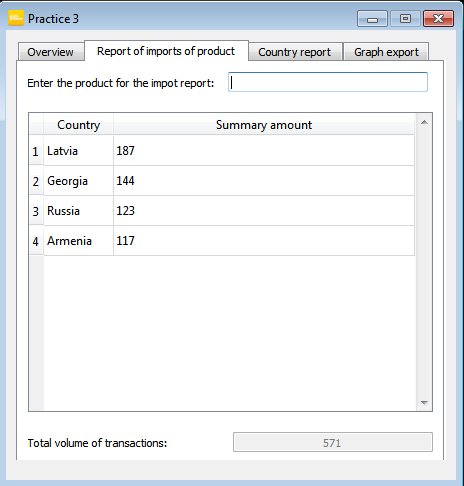 Practice 3
Overview Report of imports of product Country report Graph export
Enter the product for the impot report:
Country Summary amount
1 Latvia 187
2 Georgia 144
3 Russia 123
4 Armenia 117
Total volume of transactions: 571